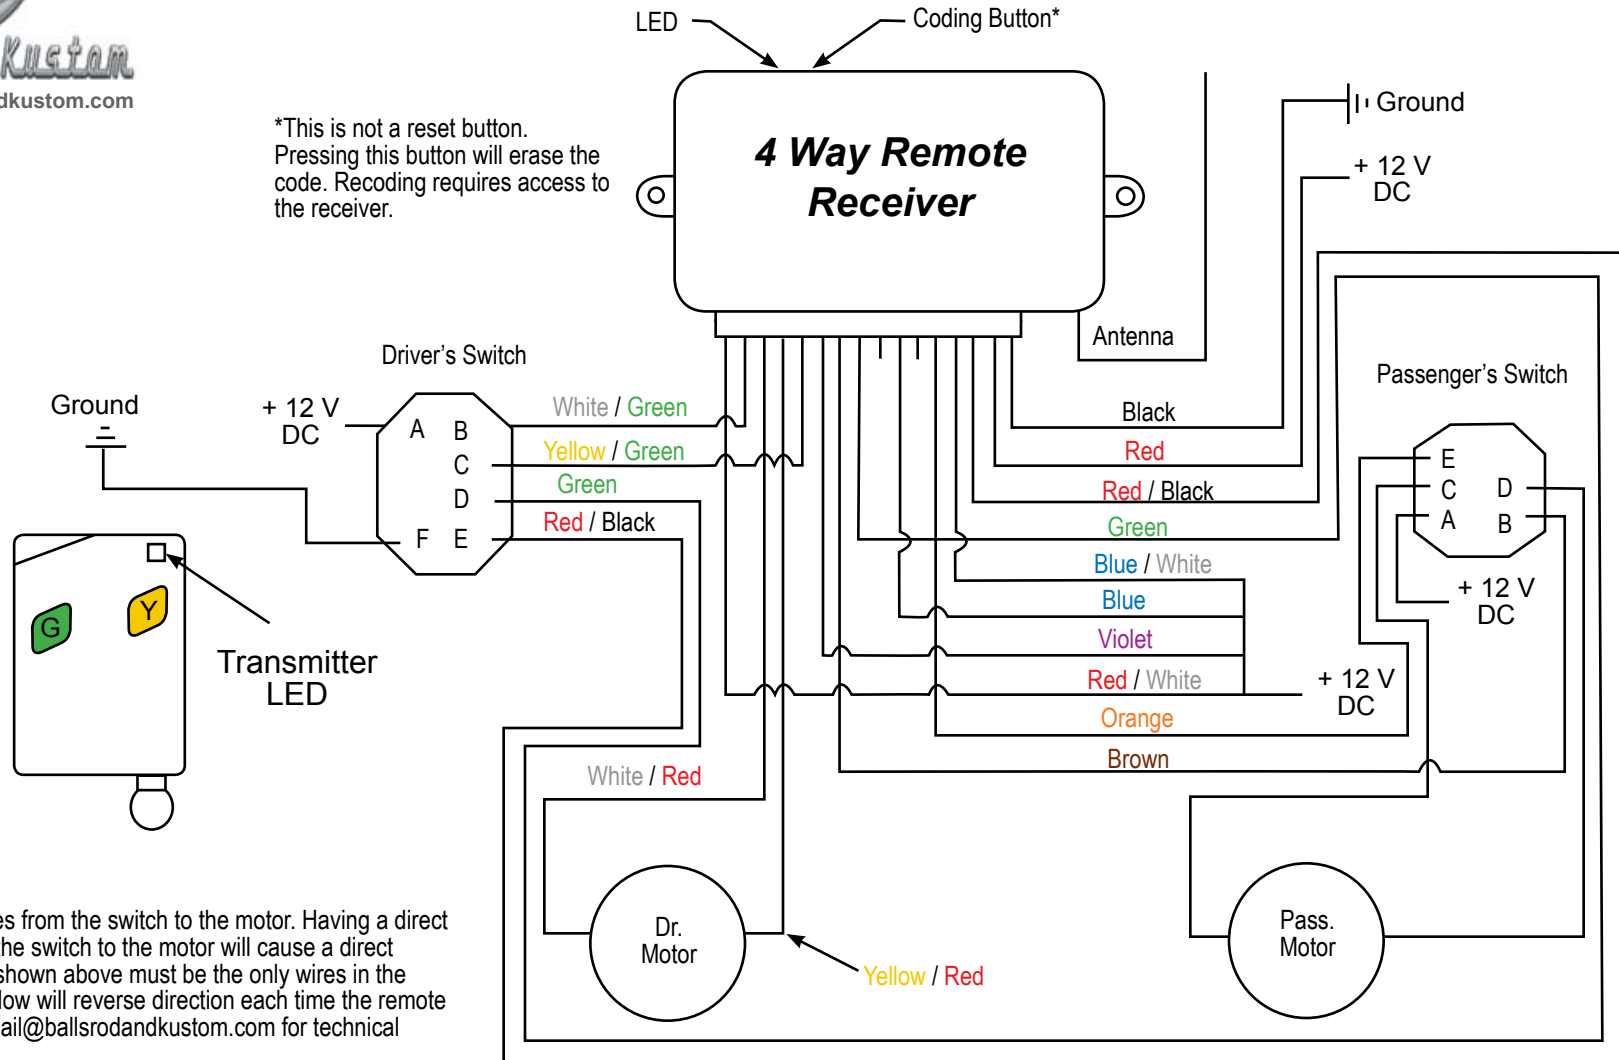 Kustom
dkustom.com
LED
Coding Button*
*This is not a reset button.
Pressing this button will erase the
code. Recoding requires access to
the receiver.
4 Way Remote
Receiver
Ground
+ 12 V
DC
Antenna
Driver's Switch
Passenger's Switch
Ground
+ 12 V
DC
A B
C
D
F E
White / Green
Yellow / Green
Green
Red / Black
Black
Red
Red / Black
Green
Blue / White
Blue
Violet
Red / White
Orange
Brown
E
C D
A B
+ 12 V
DC
+ 12 V
DC
G
Y
Transmitter
LED
White / Red
Dr.
Motor
Yellow / Red
Pass.
Motor
es from the switch to the motor. Having a direct
the switch to the motor will cause a direct
shown above must be the only wires in the
low will reverse direction each time the remote
ail@ballsrodandkustom.com for technical